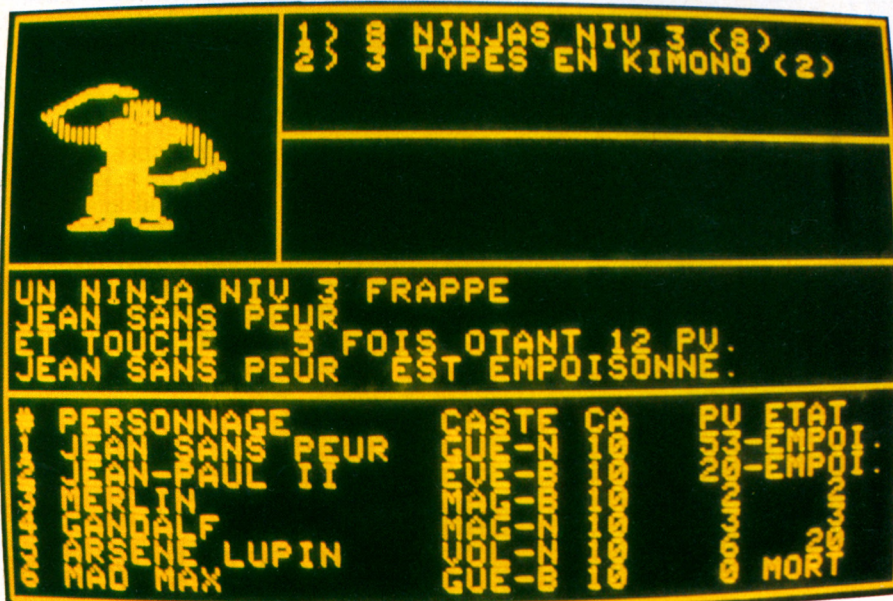 1) 8 NINJAS NIV 3 (8)
2) 3 TYPES EN KIMONO (2)
UN NINJA NIV 3 FRAPPE
JEAN SANS PEUR
ET TOUCHE 5 FOIS OTANT 12 PV.
JEAN SANS PEUR EST EMPOISONNE.
# PERSONNAGE CASTE CA PV ETAT
1 JEAN SANS PEUR GUE-N 10 53-EMPOI.
2 JEAN-PAUL II EVE-B 10 20-EMPOI.
3 MERLIN MAG-B 10 2 2
4 GANDALF MAG-N 10 3 3
5 ARSENE LUPIN VOL-N 10 6 20
6 MAD MAX GUE-B 10 0 MORT